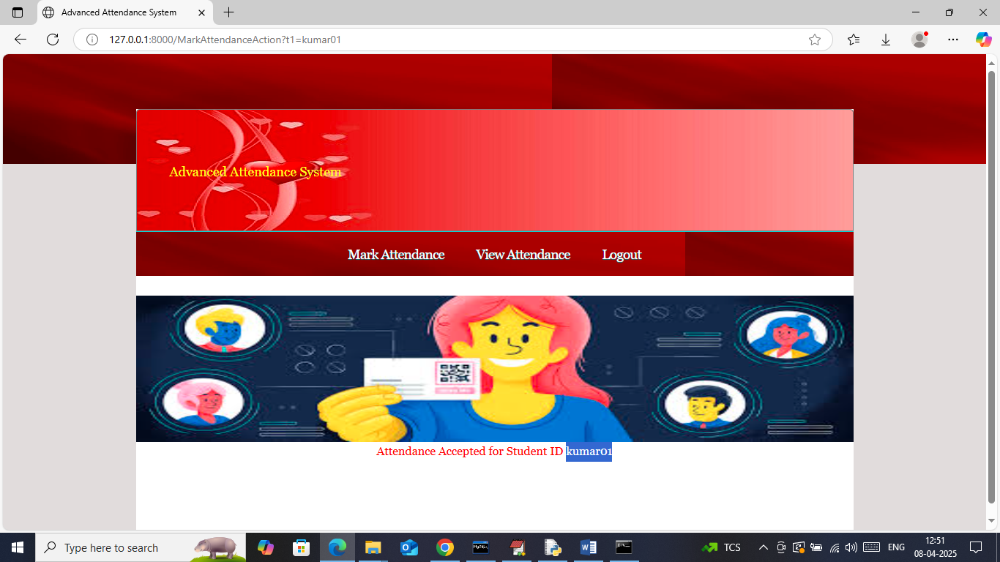 Advanced Attendance System
127.0.0.1:8000/MarkAttendanceAction?t1=kumar01
Advanced Attendance System
Mark Attendance View Attendance Logout
Attendance Accepted for Student ID kumar01
Type here to search
TCS
ENG
12:51
08-04-2025